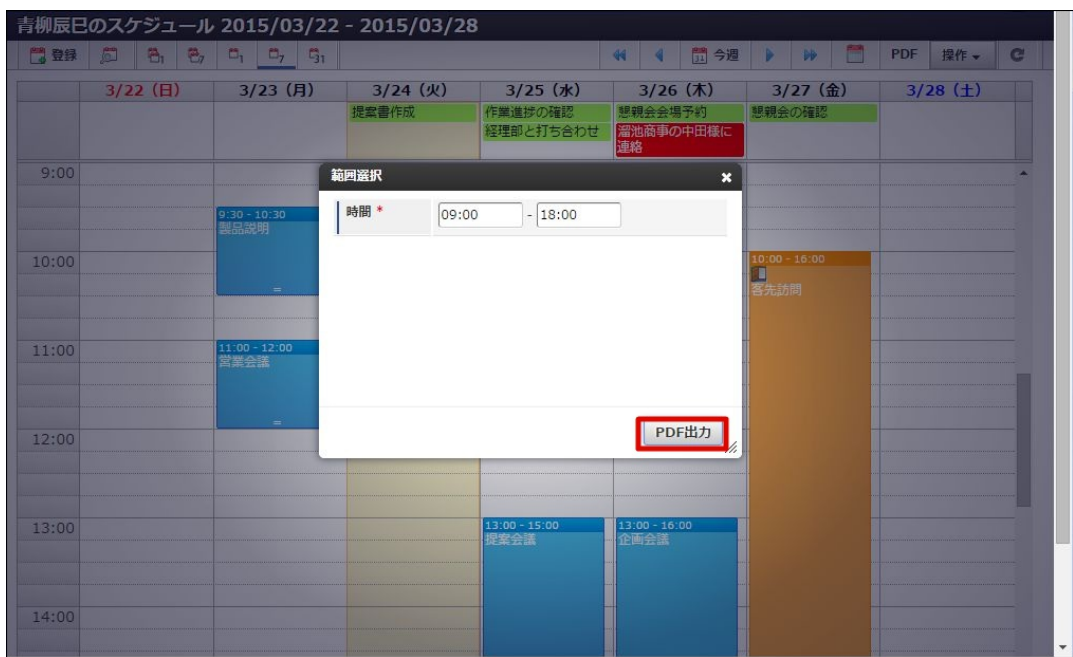 青柳辰巳のスケジュール 2015/03/22 - 2015/03/28
登録 1 7 1 7 31 31 今週 PDF 操作
3/22 (日) 3/23 (月) 3/24 (火) 3/25 (水) 3/26 (木) 3/27 (金) 3/28 (土)
提案書作成 作業進捗の確認 懇親会会場予約 懇親会の確認
経理部と打ち合わせ 溜池商事の中田様に
連絡
9:00
範囲選択
時間 * 09:00 - 18:00
9:30 - 10:30
製品説明
10:00
10:00 - 16:00
客先訪問
11:00
11:00 - 12:00
営業会議
PDF出力
12:00
13:00
13:00 - 15:00 13:00 - 16:00
提案会議 企画会議
14:00